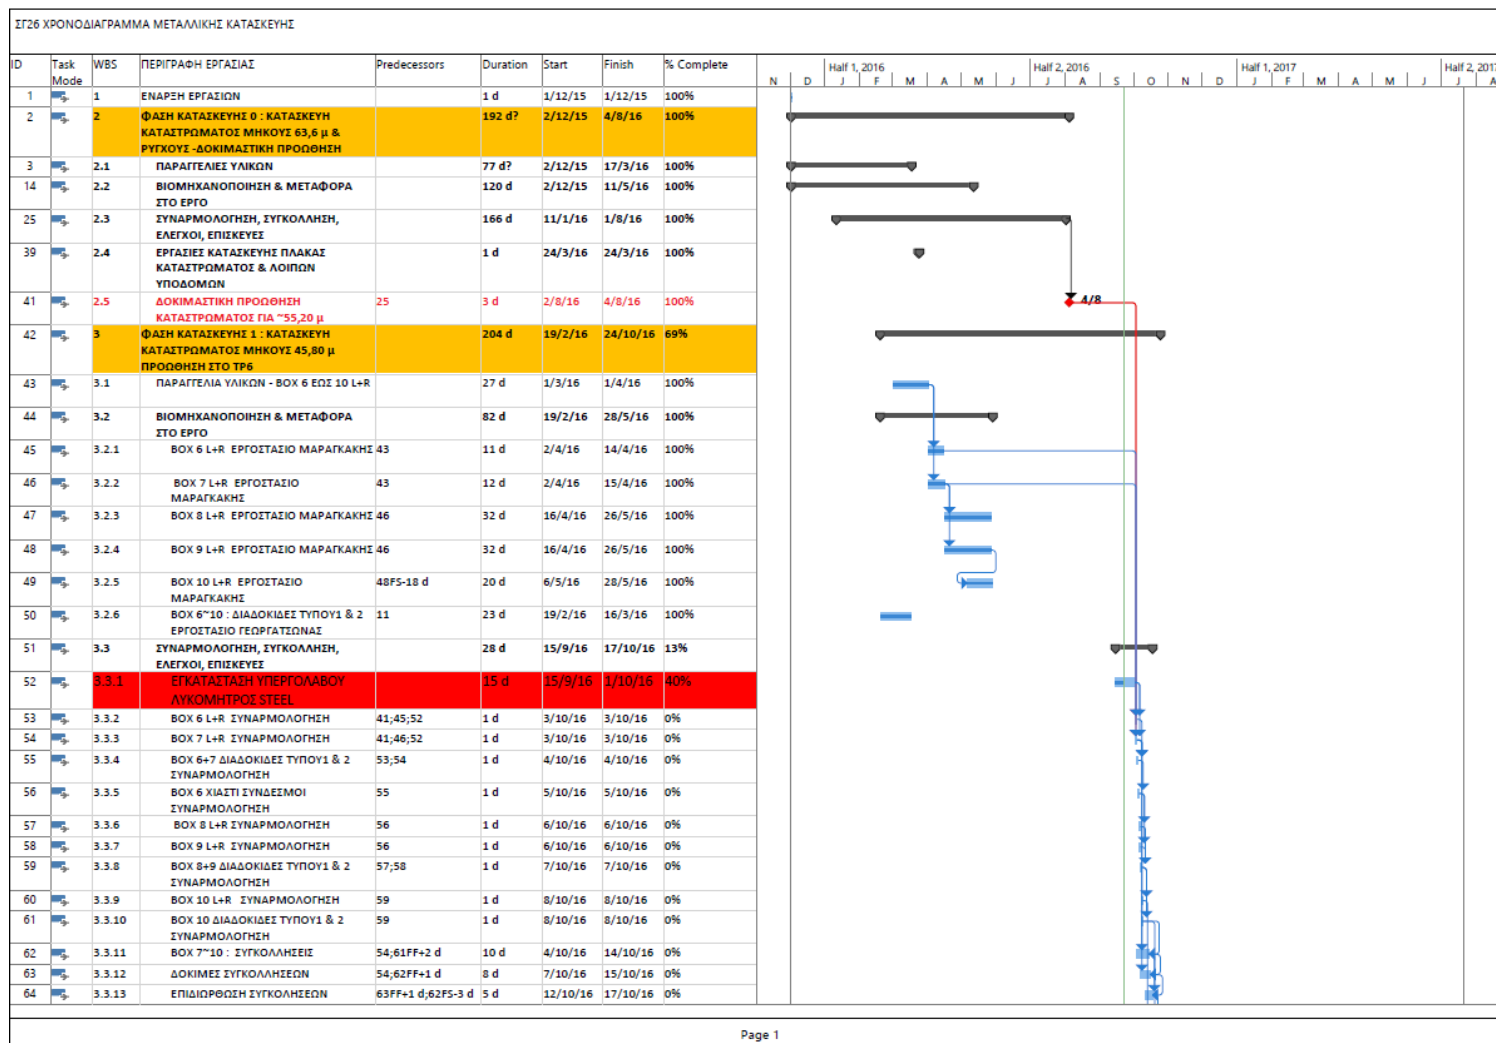 ΣΓ26 ΧΡΟΝΟΔΙΑΓΡΑΜΜΑ ΜΕΤΑΛΛΙΚΗΣ ΚΑΤΑΣΚΕΥΗΣ
ID Task WBS ΠΕΡΙΓΡΑΦΗ ΕΡΓΑΣΙΑΣ Predecessors Duration Start Finish % Complete Half 1, 2016 Half 2, 2016 Half 1, 2017 Half 2, 2017
Mode N D J F M A M J J A S O N D J F M A M J J A
1 1 ΕΝΑΡΞΗ ΕΡΓΑΣΙΩΝ 1 d 1/12/15 1/12/15 100%
2 2 ΦΑΣΗ ΚΑΤΑΣΚΕΥΗΣ 0 : ΚΑΤΑΣΚΕΥΗ 192 d? 2/12/15 4/8/16 100%
ΚΑΤΑΣΤΡΩΜΑΤΟΣ ΜΗΚΟΥΣ 63,6 μ &
ΡΥΓΧΟΥΣ -ΔΟΚΙΜΑΣΤΙΚΗ ΠΡΟΩΘΗΣΗ
3 2.1 ΠΑΡΑΓΓΕΛΙΕΣ ΥΛΙΚΩΝ 77 d? 2/12/15 17/3/16 100%
14 2.2 ΒΙΟΜΗΧΑΝΟΠΟΙΗΣΗ & ΜΕΤΑΦΟΡΑ 120 d 2/12/15 11/5/16 100%
ΣΤΟ ΕΡΓΟ
25 2.3 ΣΥΝΑΡΜΟΛΟΓΗΣΗ, ΣΥΓΚΟΛΛΗΣΗ, 166 d 11/1/16 1/8/16 100%
ΕΛΕΓΧΟΙ, ΕΠΙΣΚΕΥΕΣ
39 2.4 ΕΡΓΑΣΙΕΣ ΚΑΤΑΣΚΕΥΗΣ ΠΛΑΚΑΣ 1 d 24/3/16 24/3/16 100%
ΚΑΤΑΣΤΡΩΜΑΤΟΣ & ΛΟΙΠΩΝ
ΥΠΟΔΟΜΩΝ
41 2.5 ΔΟΚΙΜΑΣΤΙΚΗ ΠΡΟΩΘΗΣΗ 25 3 d 2/8/16 4/8/16 100% 4/8
ΚΑΤΑΣΤΡΩΜΑΤΟΣ ΓΙΑ ~55,20 μ
42 3 ΦΑΣΗ ΚΑΤΑΣΚΕΥΗΣ 1 : ΚΑΤΑΣΚΕΥΗ 204 d 19/2/16 24/10/16 69%
ΚΑΤΑΣΤΡΩΜΑΤΟΣ ΜΗΚΟΥΣ 45,80 μ
ΠΡΟΩΘΗΣΗ ΣΤΟ ΤΡ6
43 3.1 ΠΑΡΑΓΓΕΛΙΑ ΥΛΙΚΩΝ - BOX 6 ΕΩΣ 10 L+R 27 d 1/3/16 1/4/16 100%
44 3.2 ΒΙΟΜΗΧΑΝΟΠΟΙΗΣΗ & ΜΕΤΑΦΟΡΑ 82 d 19/2/16 28/5/16 100%
ΣΤΟ ΕΡΓΟ
45 3.2.1 BOX 6 L+R ΕΡΓΟΣΤΑΣΙΟ ΜΑΡΑΓΚΑΚΗΣ 43 11 d 2/4/16 14/4/16 100%
46 3.2.2 BOX 7 L+R ΕΡΓΟΣΤΑΣΙΟ 43 12 d 2/4/16 15/4/16 100%
ΜΑΡΑΓΚΑΚΗΣ
47 3.2.3 BOX 8 L+R ΕΡΓΟΣΤΑΣΙΟ ΜΑΡΑΓΚΑΚΗΣ 46 32 d 16/4/16 26/5/16 100%
48 3.2.4 BOX 9 L+R ΕΡΓΟΣΤΑΣΙΟ ΜΑΡΑΓΚΑΚΗΣ 46 32 d 16/4/16 26/5/16 100%
49 3.2.5 BOX 10 L+R ΕΡΓΟΣΤΑΣΙΟ 48FS-18 d 20 d 6/5/16 28/5/16 100%
ΜΑΡΑΓΚΑΚΗΣ
50 3.2.6 BOX 6~10 : ΔΙΑΔΟΚΙΔΕΣ ΤΥΠΟΥ1 & 2 11 23 d 19/2/16 16/3/16 100%
ΕΡΓΟΣΤΑΣΙΟ ΓΕΩΡΓΑΤΣΩΝΑΣ
51 3.3 ΣΥΝΑΡΜΟΛΟΓΗΣΗ, ΣΥΓΚΟΛΛΗΣΗ, 28 d 15/9/16 17/10/16 13%
ΕΛΕΓΧΟΙ, ΕΠΙΣΚΕΥΕΣ
52 3.3.1 ΕΓΚΑΤΑΣΤΑΣΗ ΥΠΕΡΓΟΛΑΒΟΥ 15 d 15/9/16 1/10/16 40%
ΛΥΚΟΜΗΤΡΟΣ STEEL
53 3.3.2 BOX 6 L+R ΣΥΝΑΡΜΟΛΟΓΗΣΗ 41;45;52 1 d 3/10/16 3/10/16 0%
54 3.3.3 BOX 7 L+R ΣΥΝΑΡΜΟΛΟΓΗΣΗ 41;46;52 1 d 3/10/16 3/10/16 0%
55 3.3.4 BOX 6+7 ΔΙΑΔΟΚΙΔΕΣ ΤΥΠΟΥ1 & 2 53;54 1 d 4/10/16 4/10/16 0%
ΣΥΝΑΡΜΟΛΟΓΗΣΗ
56 3.3.5 BOX 6 ΧΙΑΣΤΙ ΣΥΝΔΕΣΜΟΙ 55 1 d 5/10/16 5/10/16 0%
ΣΥΝΑΡΜΟΛΟΓΗΣΗ
57 3.3.6 BOX 8 L+R ΣΥΝΑΡΜΟΛΟΓΗΣΗ 56 1 d 6/10/16 6/10/16 0%
58 3.3.7 BOX 9 L+R ΣΥΝΑΡΜΟΛΟΓΗΣΗ 56 1 d 6/10/16 6/10/16 0%
59 3.3.8 BOX 8+9 ΔΙΑΔΟΚΙΔΕΣ ΤΥΠΟΥ1 & 2 57;58 1 d 7/10/16 7/10/16 0%
ΣΥΝΑΡΜΟΛΟΓΗΣΗ
60 3.3.9 BOX 10 L+R ΣΥΝΑΡΜΟΛΟΓΗΣΗ 59 1 d 8/10/16 8/10/16 0%
61 3.3.10 BOX 10 ΔΙΑΔΟΚΙΔΕΣ ΤΥΠΟΥ1 & 2 59 1 d 8/10/16 8/10/16 0%
ΣΥΝΑΡΜΟΛΟΓΗΣΗ
62 3.3.11 BOX 7~10 : ΣΥΓΚΟΛΛΗΣΕΙΣ 54;61FF+2 d 10 d 4/10/16 14/10/16 0%
63 3.3.12 ΔΟΚΙΜΕΣ ΣΥΓΚΟΛΛΗΣΕΩΝ 54;62FF+1 d 8 d 7/10/16 15/10/16 0%
64 3.3.13 ΕΠΙΔΙΟΡΘΩΣΗ ΣΥΓΚΟΛΗΣΕΩΝ 63FF+1 d;62FS-3 d 5 d 12/10/16 17/10/16 0%
Page 1